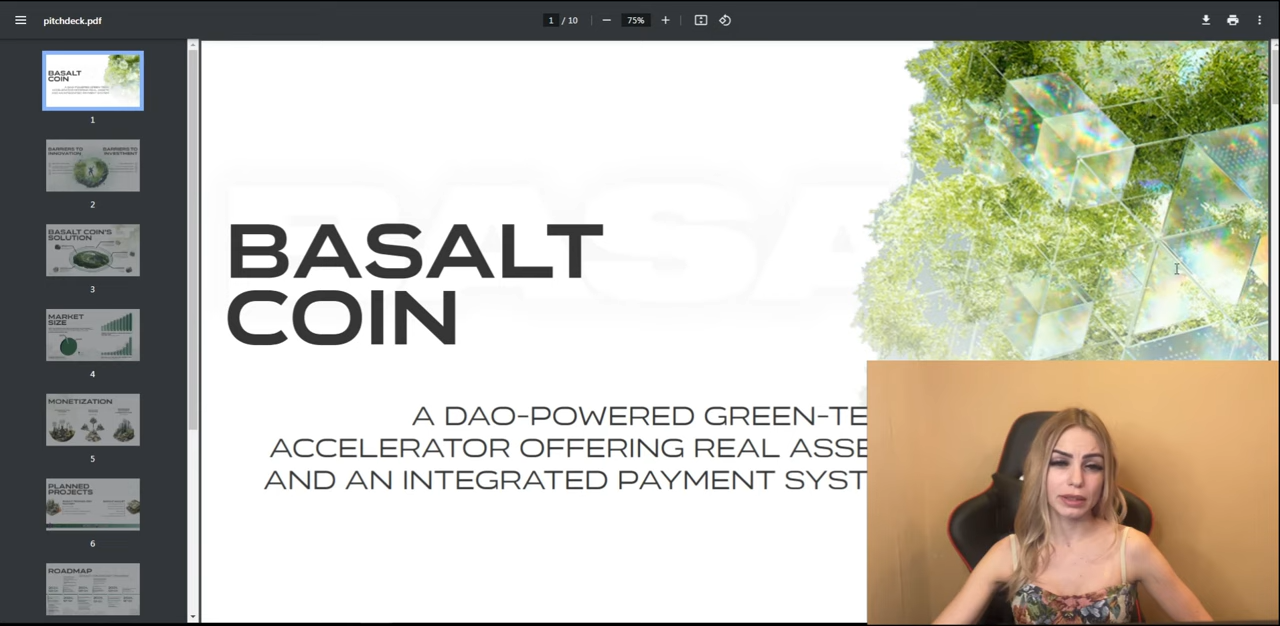 pitchdeck.pdf
1 / 10
75%
BASALT
COIN
1
BARRIERS TO
INNOVATION
BARRIERS TO
INVESTMENT
2
BASALT COIN'S
SOLUTION
3
MARKET
SIZE
4
MONETIZATION
5
PLANNED
PROJECTS
6
ROADMAP
BASA
BASALT
COIN
A DAO-POWERED GREEN-TE
ACCELERATOR OFFERING REAL ASSE
AND AN INTEGRATED PAYMENT SYST